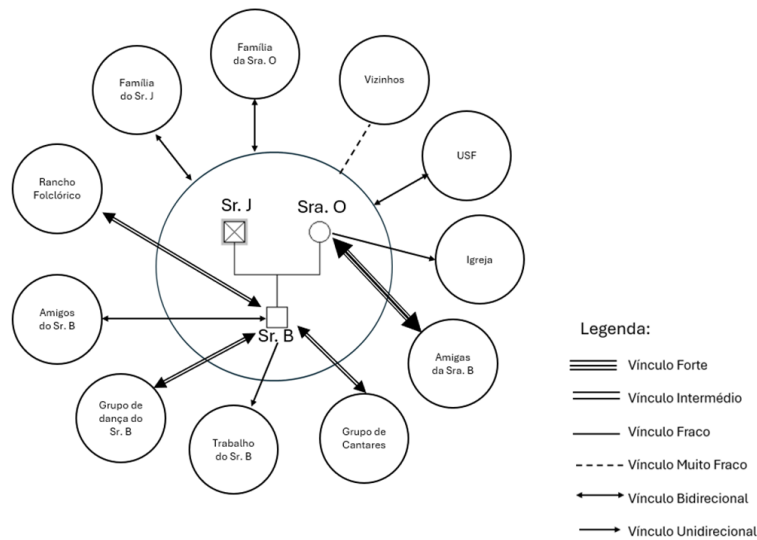 Família
da Sra. O
Família
do Sr. J
Vizinhos
USF
Rancho
Folclórico
Sr. J
Sra. O
Igreja
Amigos
do Sr. B
Sr. B
Amigas
da Sra. B
Grupo de
dança do
Sr. B
Trabalho
do Sr. B
Grupo de
Cantares
Legenda:
Vínculo Forte
Vínculo Intermédio
Vínculo Fraco
Vínculo Muito Fraco
Vínculo Bidirecional
Vínculo Unidirecional